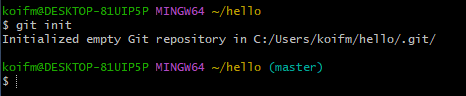 koifm@DESKTOP-81UIP5P MINGW64 ~/hello
$ git init
Initialized empty Git repository in C:/Users/koifm/hello/.git/
koifm@DESKTOP-81UIP5P MINGW64 ~/hello (master)
$